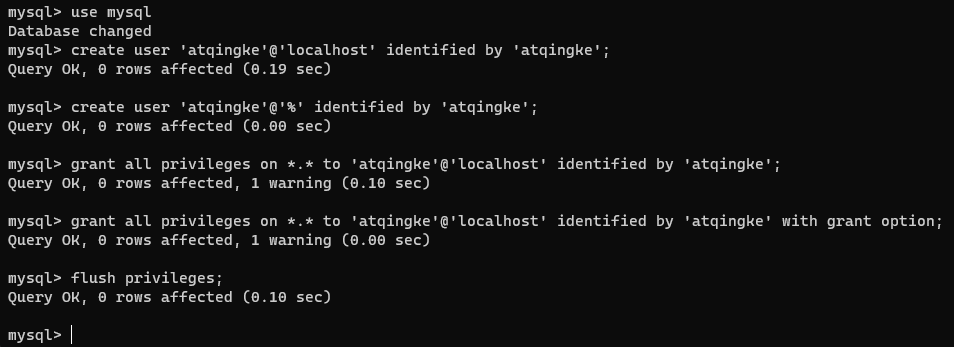 mysql> use mysql
Database changed
mysql> create user 'atqingke'@'localhost' identified by 'atqingke';
Query OK, 0 rows affected (0.19 sec)
mysql> create user 'atqingke'@'%' identified by 'atqingke';
Query OK, 0 rows affected (0.00 sec)
mysql> grant all privileges on *.* to 'atqingke'@'localhost' identified by 'atqingke';
Query OK, 0 rows affected, 1 warning (0.10 sec)
mysql> grant all privileges on *.* to 'atqingke'@'localhost' identified by 'atqingke' with grant option;
Query OK, 0 rows affected, 1 warning (0.00 sec)
mysql> flush privileges;
Query OK, 0 rows affected (0.10 sec)
mysql>